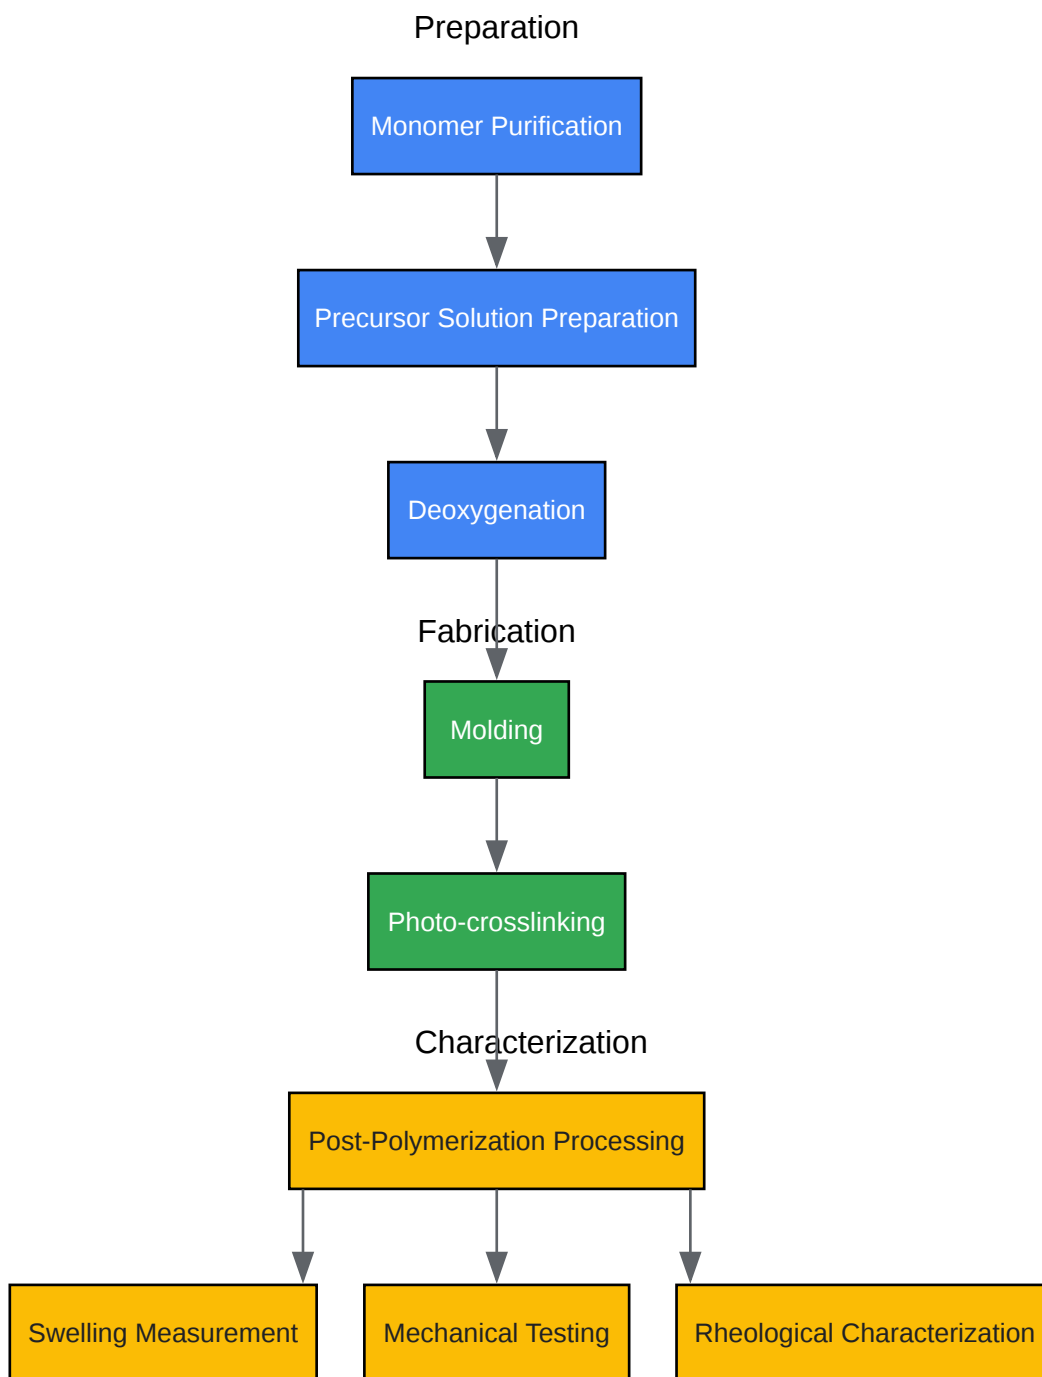 Preparation
Monomer Purification
Precursor Solution Preparation
Deoxygenation
Fabrication
Molding
Photo-crosslinking
Characterization
Post-Polymerization Processing
Swelling Measurement
Mechanical Testing
Rheological Characterization